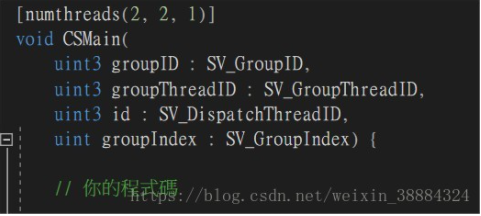 [numthreads(2, 2, 1)]
void CSMain(
uint3 groupID : SV_GroupID,
uint3 groupThreadID : SV_GroupThreadID,
uint3 id : SV_DispatchThreadID,
uint groupIndex : SV_GroupIndex) {
// 你的程式碼
https://blog.csdn.net/weixin_38884324